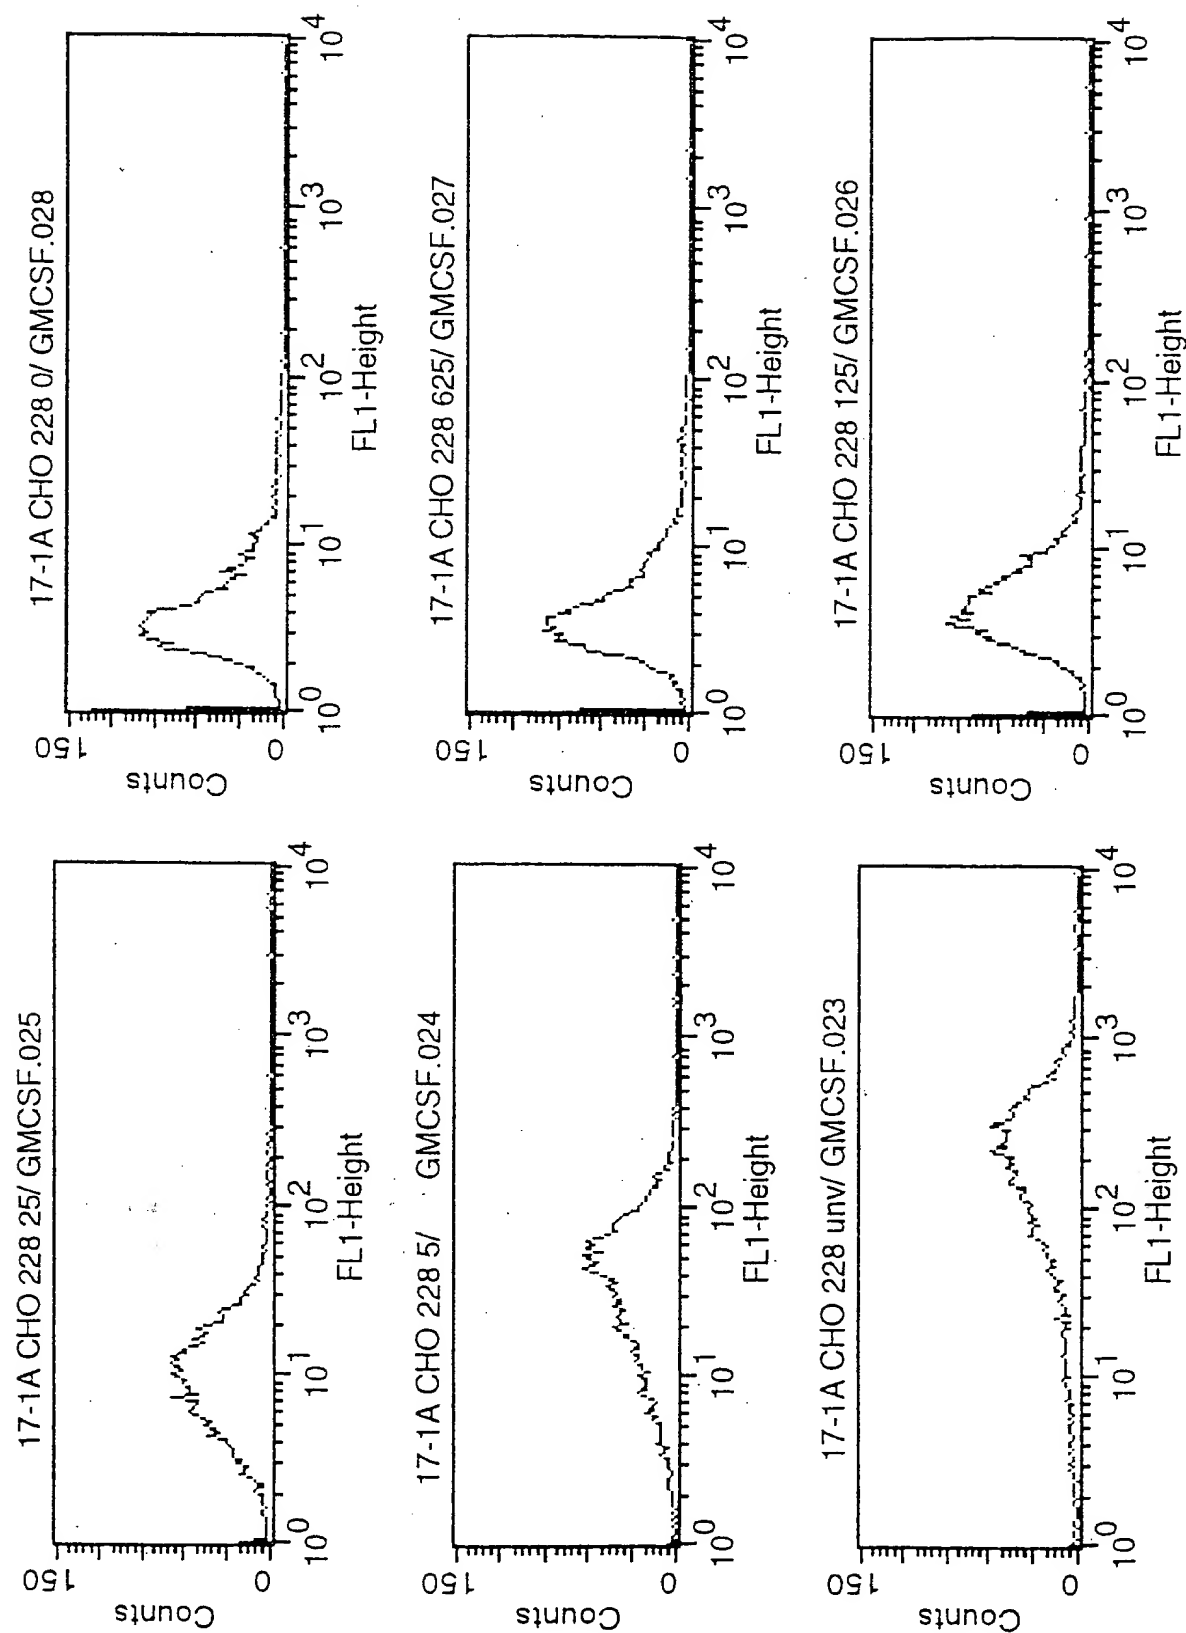 17-1A CHO 228 25/ GMCSF.025
150
Counts
0
10^0 10^1 10^2 10^3 10^4
FL1-Height
17-1A CHO 228 0/ GMCSF.028
150
Counts
0
10^0 10^1 10^2 10^3 10^4
FL1-Height
17-1A CHO 228 5/ GMCSF.024
150
Counts
0
10^0 10^1 10^2 10^3 10^4
FL1-Height
17-1A CHO 228 625/ GMCSF.027
150
Counts
0
10^0 10^1 10^2 10^3 10^4
FL1-Height
17-1A CHO 228 unv/ GMCSF.023
150
Counts
0
10^0 10^1 10^2 10^3 10^4
FL1-Height
17-1A CHO 228 125/ GMCSF.026
150
Counts
0
10^0 10^1 10^2 10^3 10^4
FL1-Height